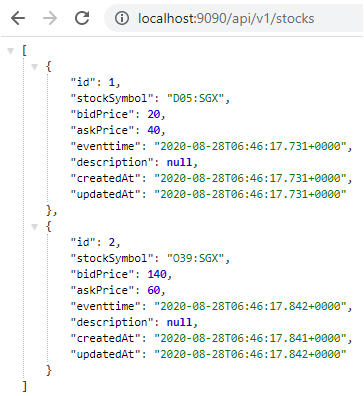 localhost:9090/api/v1/stocks
[
{
"id": 1,
"stockSymbol": "D05:SGX",
"bidPrice": 20,
"askPrice": 40,
"eventtime": "2020-08-28T06:46:17.731+0000",
"description": null,
"createdAt": "2020-08-28T06:46:17.731+0000",
"updatedAt": "2020-08-28T06:46:17.731+0000"
},
{
"id": 2,
"stockSymbol": "O39:SGX",
"bidPrice": 140,
"askPrice": 60,
"eventtime": "2020-08-28T06:46:17.842+0000",
"description": null,
"createdAt": "2020-08-28T06:46:17.841+0000",
"updatedAt": "2020-08-28T06:46:17.842+0000"
}
]